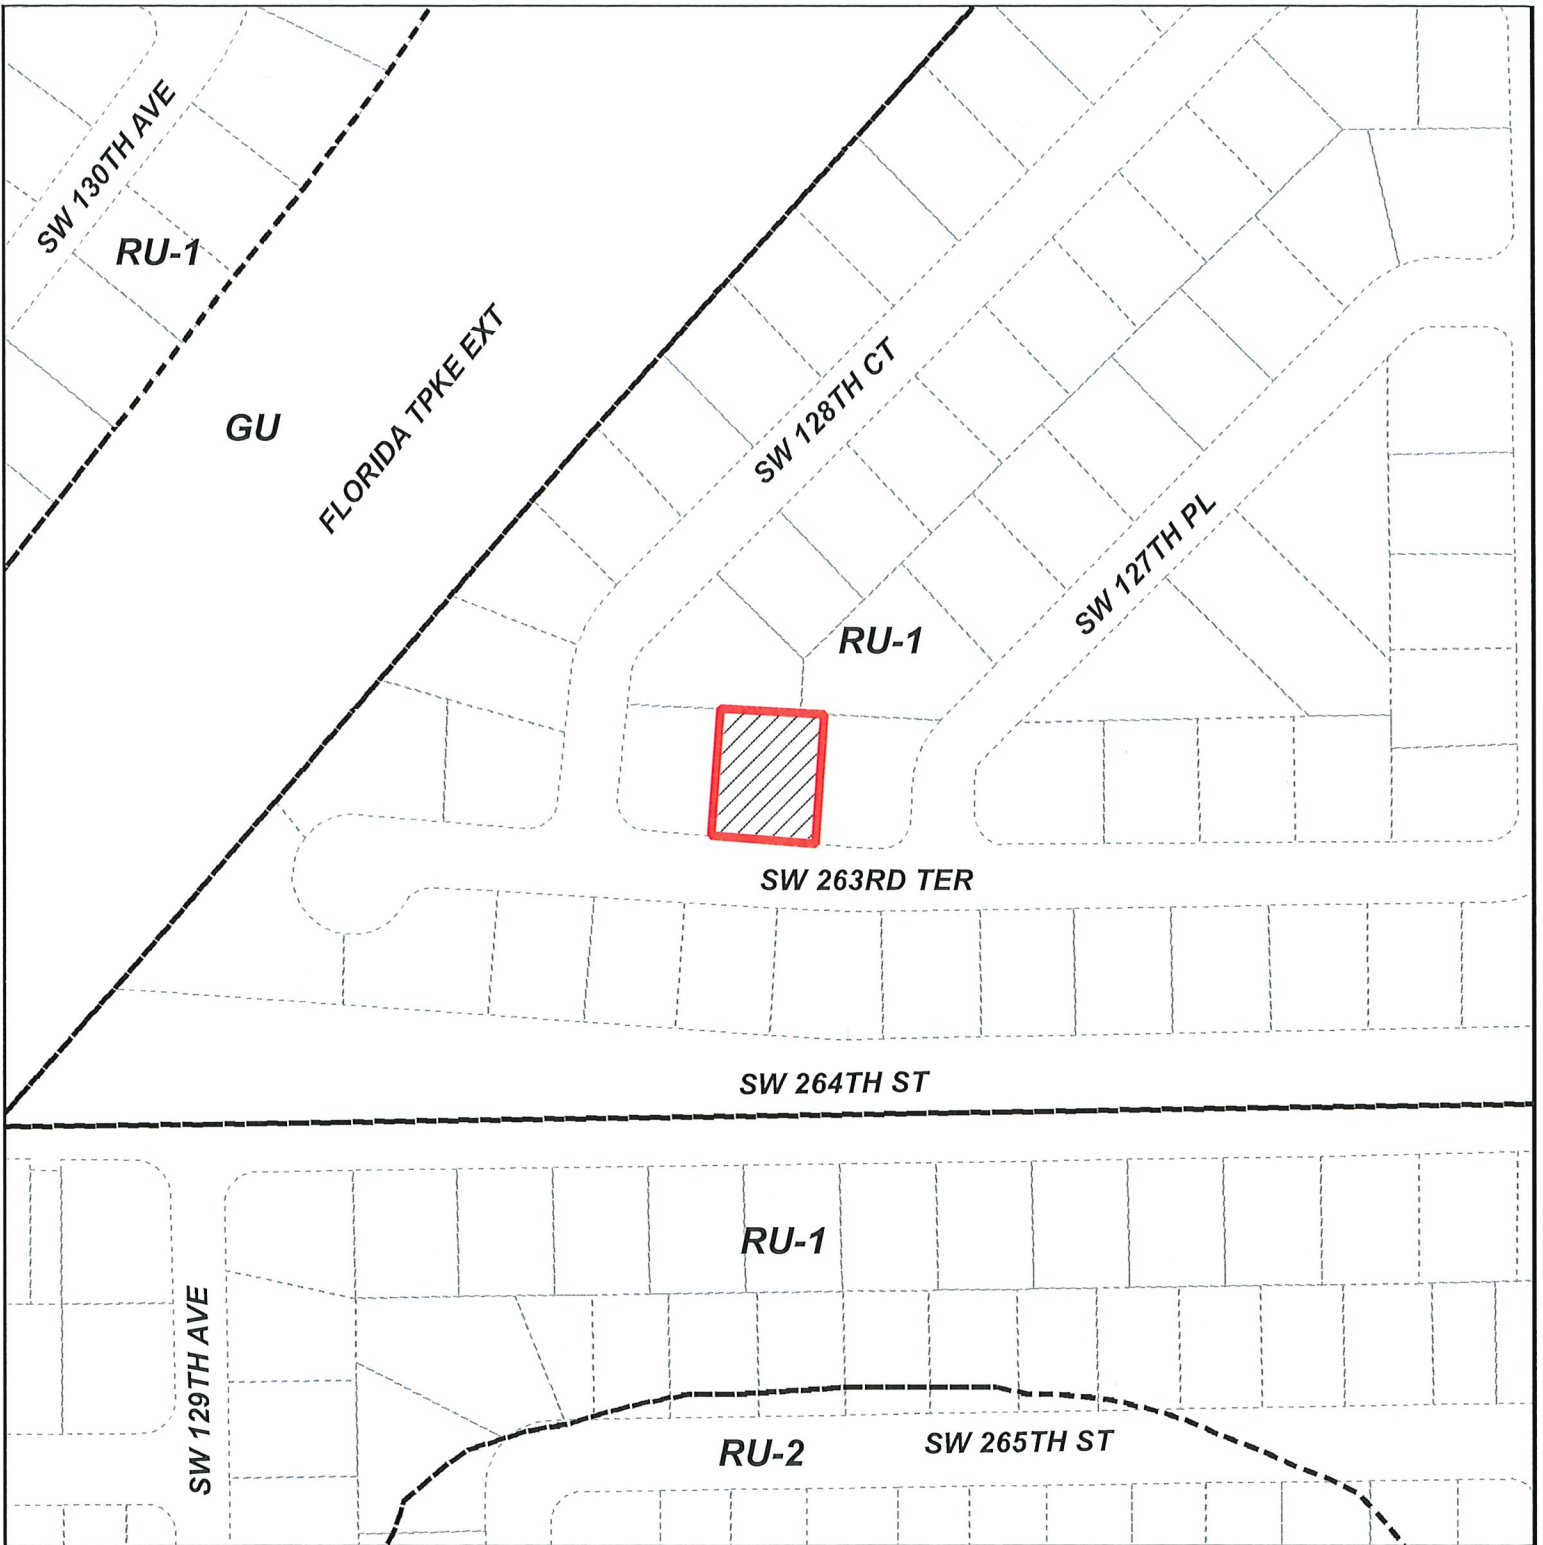 SW 130TH AVE
RU-1
FLORIDA TPKE EXT
GU
SW 128TH CT
SW 127TH PL
RU-1
SW 263RD TER
SW 264TH ST
RU-1
SW 129TH AVE
RU-2
SW 265TH ST